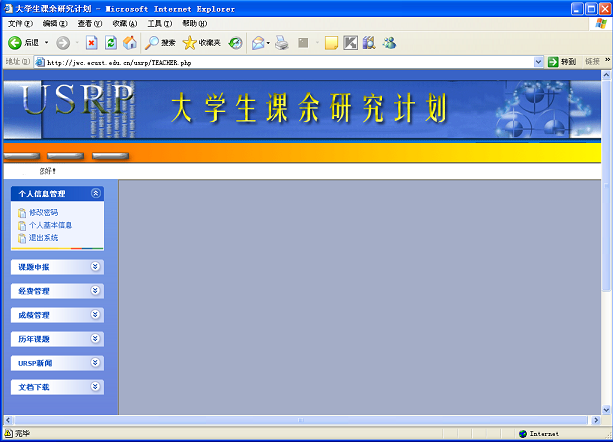 大学生课余研究计划 - Microsoft Internet Explorer
文件(F) 编辑(E) 查看(V) 收藏(A) 工具(T) 帮助(H)
后退 搜索 收藏夹
地址(D) http://jwc.ecust.edu.cn/usrp/TEACHER.php 转到 链接 »
USRP 大学生课余研究计划
您好!
个人信息管理
修改密码
个人基本信息
退出系统
课题申报
经费管理
成绩管理
历年课题
URSP新闻
文档下载
完毕 Internet